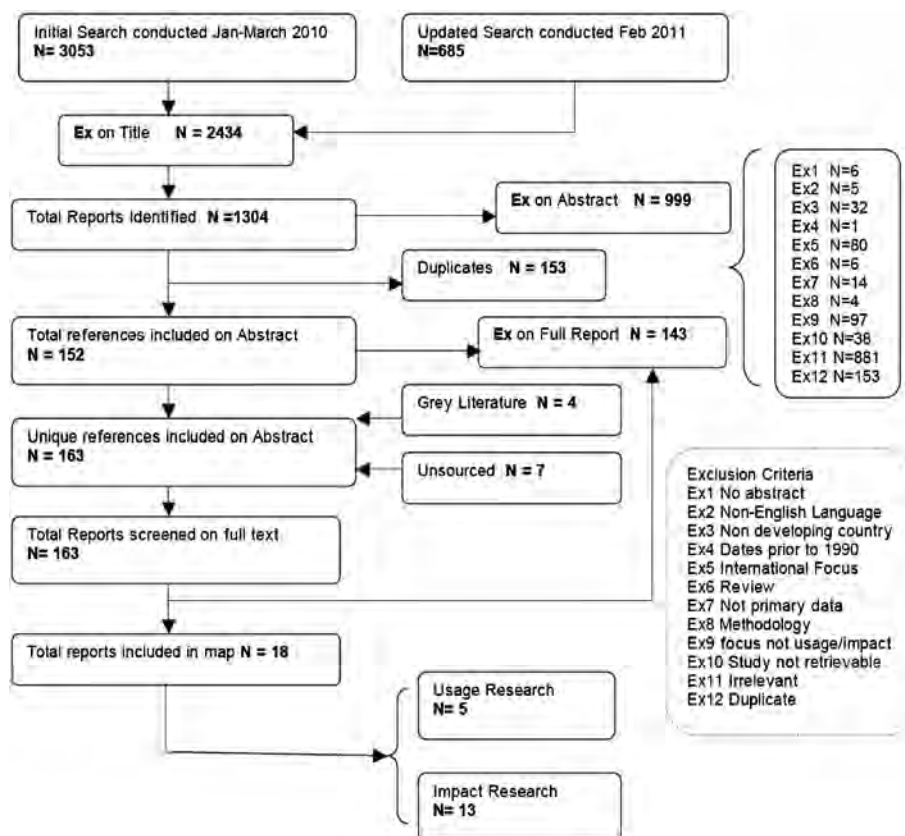 Initial Search conducted Jan-March 2010
N= 3053
Updated Search conducted Feb 2011
N=685
Ex on Title N = 2434
Total Reports Identified N =1304
Ex on Abstract N = 999
Duplicates N = 153
Total references included on Abstract
N = 152
Ex on Full Report N = 143
Grey Literature N = 4
Unique references included on Abstract
N = 163
Unsourced N = 7
Total Reports screened on full text
N= 163
Total reports included in map N = 18
Usage Research
N= 5
Impact Research
N= 13
Ex1 N=6
Ex2 N=5
Ex3 N=32
Ex4 N=1
Ex5 N=80
Ex6 N=6
Ex7 N=14
Ex8 N=4
Ex9 N=97
Ex10 N=38
Ex11 N=881
Ex12 N=153
Exclusion Criteria
Ex1 No abstract
Ex2 Non-English Language
Ex3 Non developing country
Ex4 Dates prior to 1990
Ex5 International Focus
Ex6 Review
Ex7 Not primary data
Ex8 Methodology
Ex9 focus not usage/impact
Ex10 Study not retrievable
Ex11 Irrelevant
Ex12 Duplicate